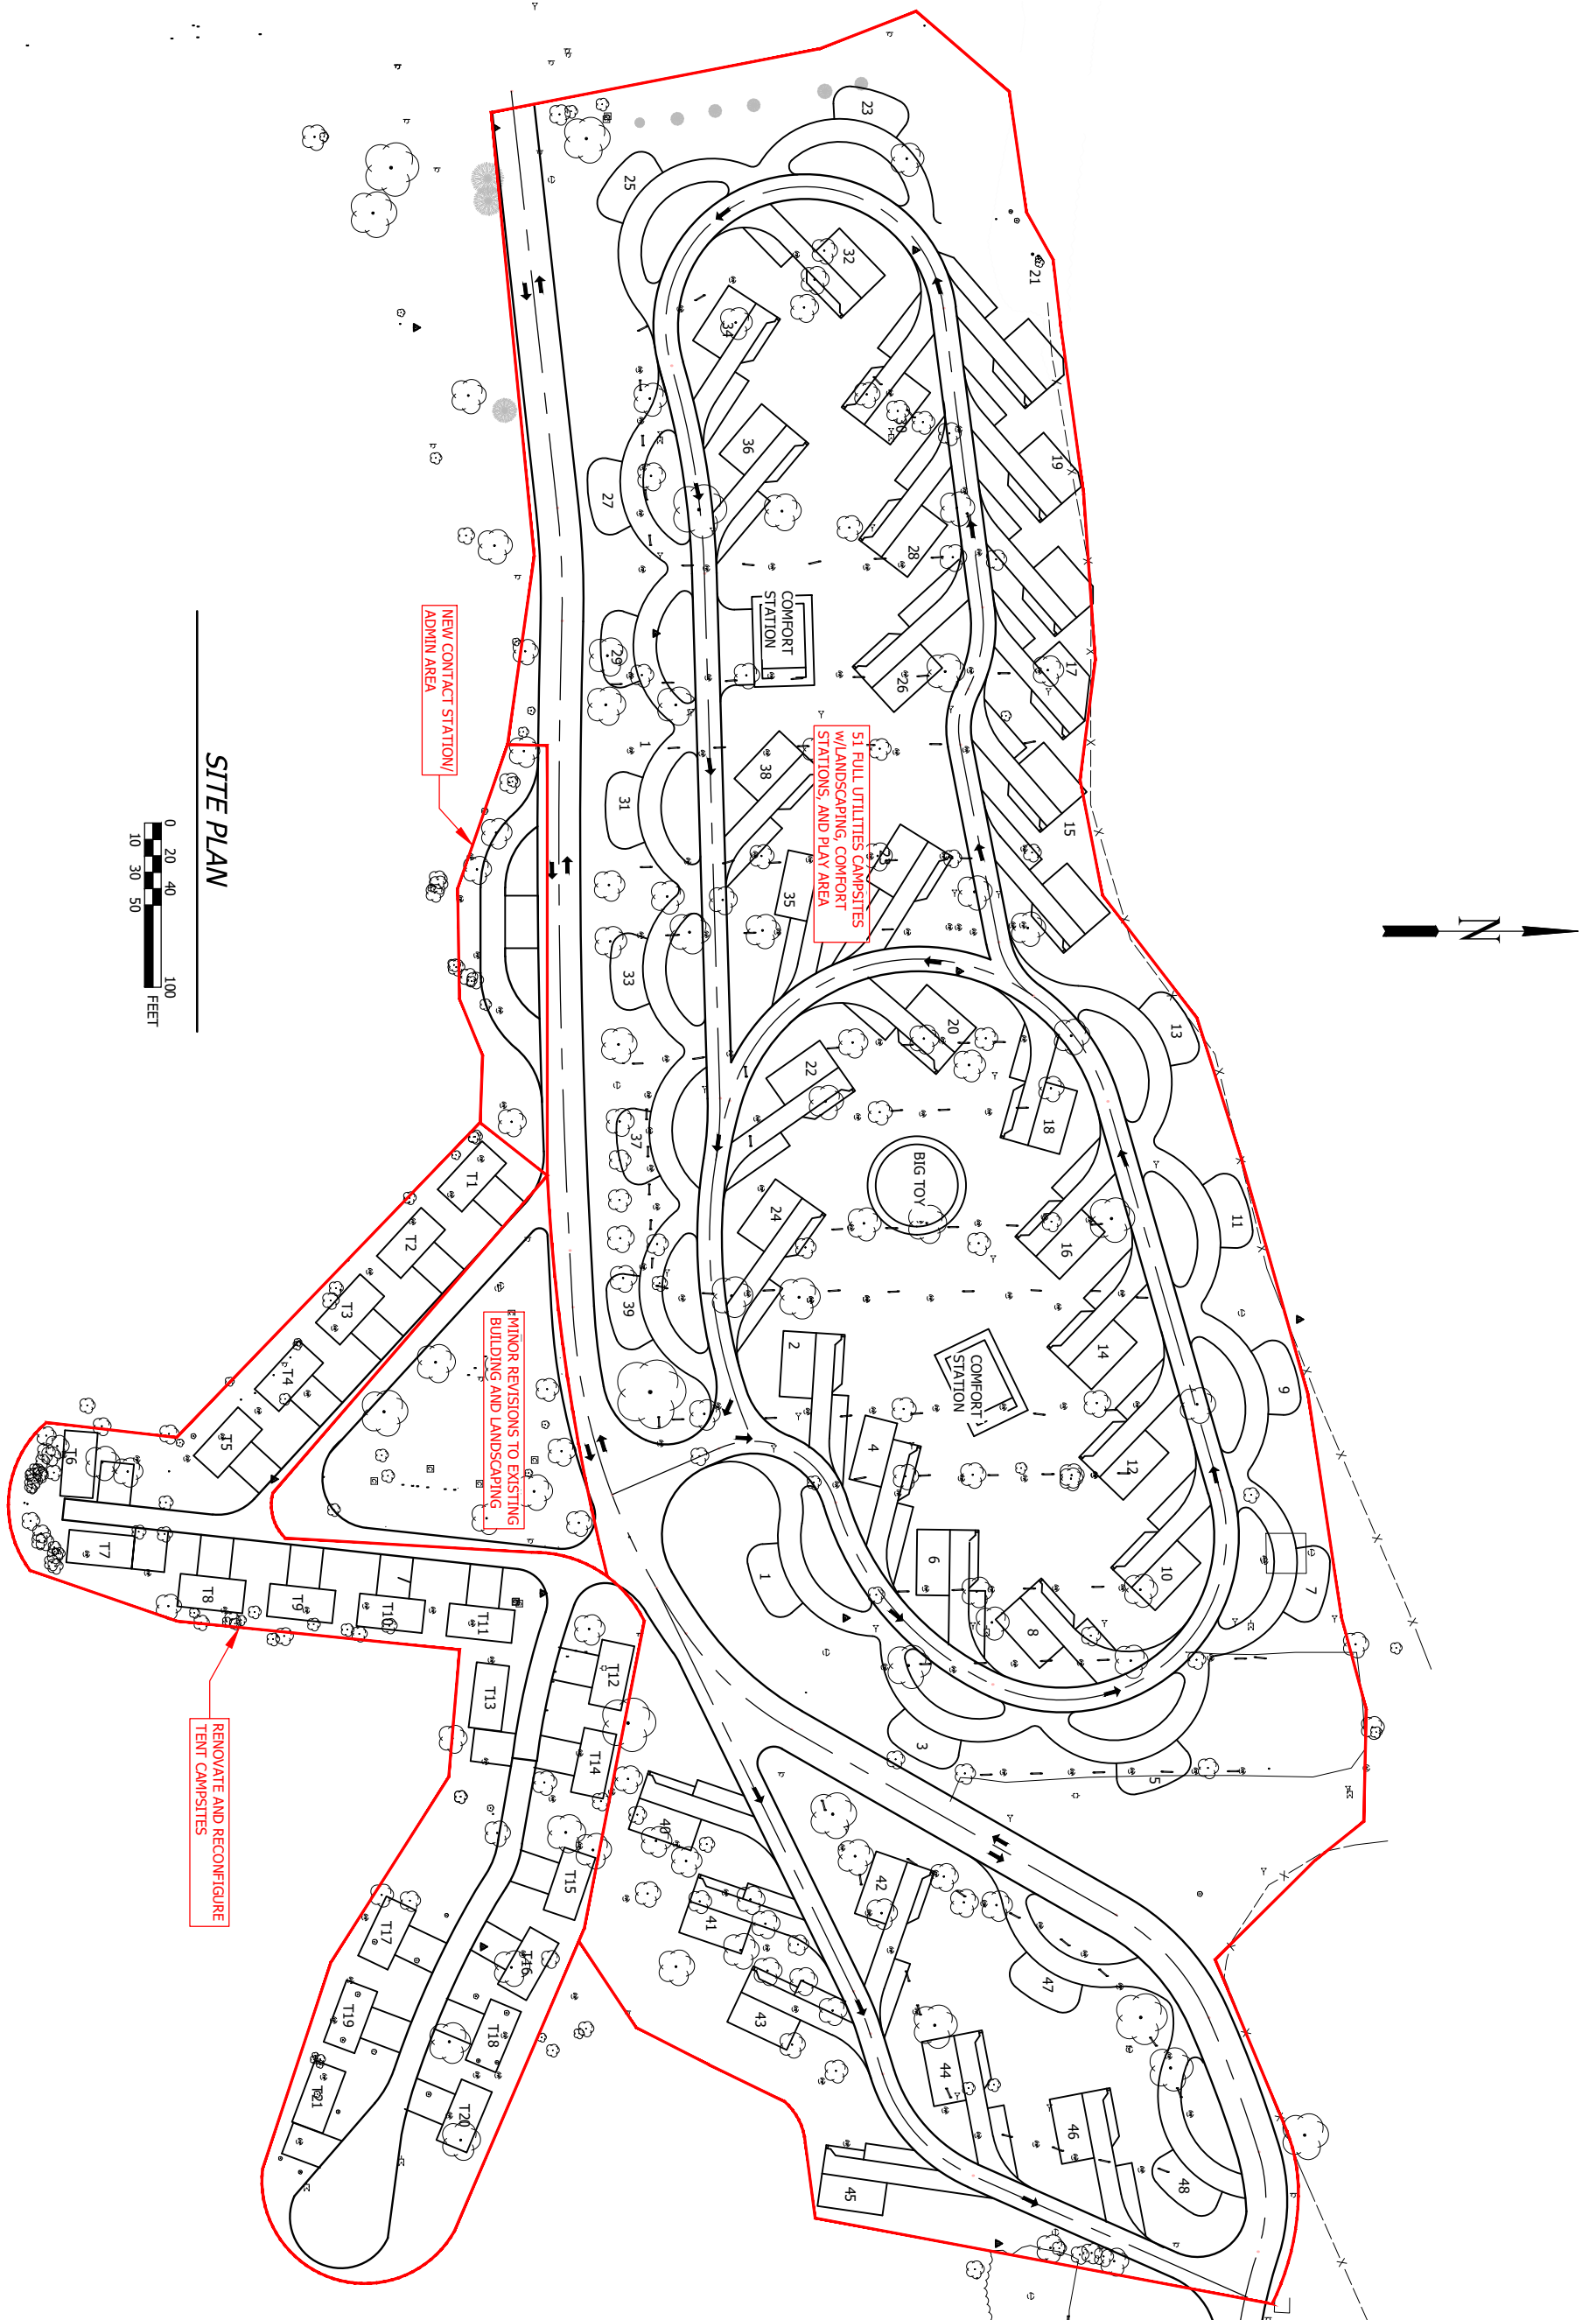 23
25
21
32
34
19
30
36
27
28
17
COMFORT
STATION
29
26
NEW CONTACT STATION/
ADMIN AREA
51 FULL UTILITIES CAMPSITES
w/LANDSCAPING, COMFORT
STATIONS, AND PLAY AREA
38
31
15
35
33
SITE PLAN
0 20 40 100
10 30 50
FEET
N
13
20
22
18
37
BIG TOY
T1
24
16
11
T2
39
T3
2
14
9
COMFORT
STATION
MINOR REVISIONS TO EXISTING
BUILDING AND LANDSCAPING
T4
4
12
T5
T6
6
10
7
1
T7
T8
T9
T10
T11
8
T12
T13
3
5
T14
RENOVATE AND RECONFIGURE
TENT CAMPSITES
40
T15
42
41
T17
T16
47
43
T19
T18
44
T21
T20
46
48
45